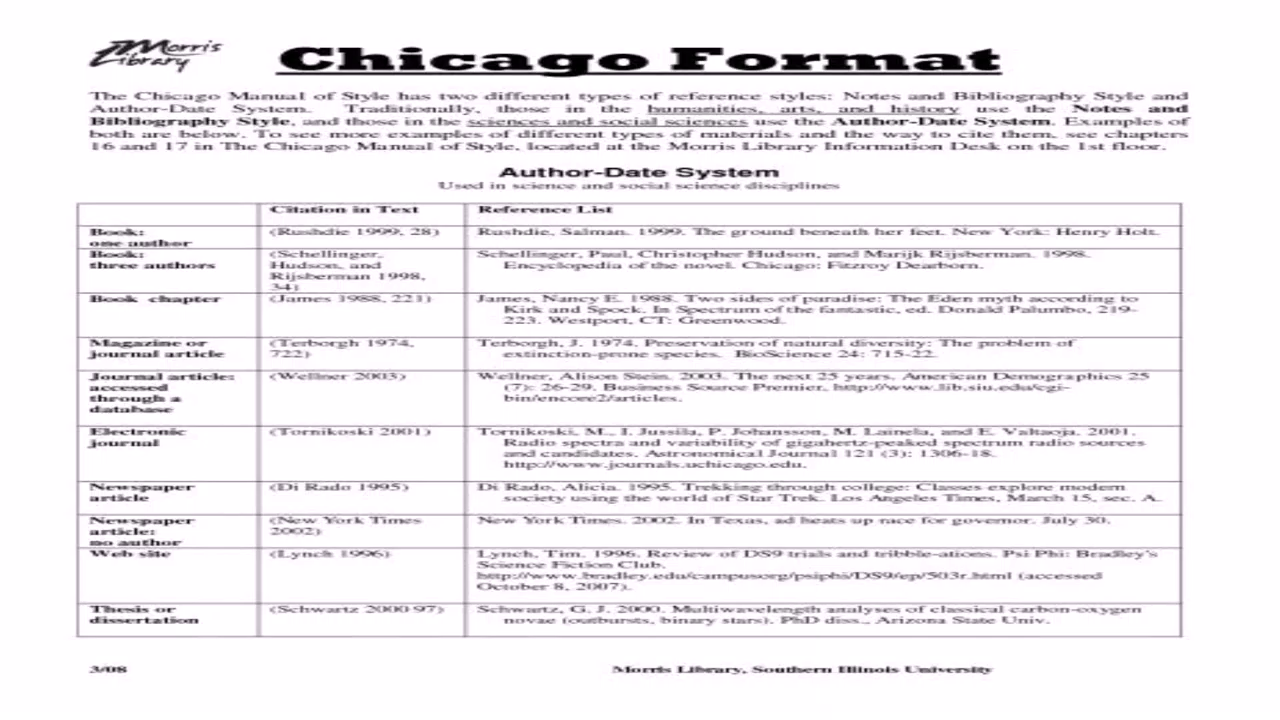 Morris
Library
Chicago Format
The Chicago Manual of Style has two different types of reference styles: Notes and Bibliography Style and
Author-Date System. Traditionally, those in the humanities, arts, and history use the Notes and
Bibliography Style, and those in the sciences and social sciences use the Author-Date System. Examples of
both are below. To see more examples of different types of materials and the way to cite them, see chapters
16 and 17 in The Chicago Manual of Style, located at the Morris Library Information Desk on the 1st floor.
Author-Date System
Used in science and social science disciplines
Citation in Text
Reference List
Book:
one author
(Rushdie 1999, 28)
Rushdie, Salman. 1999. The ground beneath her feet. New York: Henry Holt.
Book:
three authors
(Schellinger,
Hudson, and
Rijsberman 1998,
34)
Schellinger, Paul, Christopher Hudson, and Marijk Rijsberman. 1998.
Encyclopedia of the novel. Chicago: Fitzroy Dearborn.
Book chapter
(James 1988, 221)
James, Nancy E. 1988. Two sides of paradise: The Eden myth according to
Kirk and Spock. In Spectrum of the fantastic, ed. Donald Palumbo, 219-
223. Westport, CT: Greenwood.
Magazine or
journal article
(Terborgh 1974,
722)
Terborgh, J. 1974. Preservation of natural diversity: The problem of
extinction-prone species. BioScience 24: 715-22.
Journal article:
accessed
through a
database
(Wellner 2003)
Wellner, Alison Stein. 2003. The next 25 years. American Demographics 25
(7): 26-29. Business Source Premier, http://www.lib.siu.edu/cgi-
bin/encore2/articles.
Electronic
journal
(Tornikoski 2001)
Tornikoski, M., I. Jussila, P. Johansson, M. Lainela, and E. Valtaoja. 2001.
Radio spectra and variability of gigahertz-peaked spectrum radio sources
and candidates. Astronomical Journal 121 (3): 1306-18.
http://www.journals.uchicago.edu.
Newspaper
article
(Di Rado 1995)
Di Rado, Alicia. 1995. Trekking through college: Classes explore modern
society using the world of Star Trek. Los Angeles Times, March 15, sec. A.
Newspaper
article:
no author
(New York Times
2002)
New York Times. 2002. In Texas, ad heats up race for governor. July 30.
Web site
(Lynch 1996)
Lynch, Tim. 1996. Review of DS9 trials and tribble-ations. Psi Phi: Bradley's
Science Fiction Club.
http://www.bradley.edu/campusorg/psiphi/DS9/ep/503r.html (accessed
October 8, 2007).
Thesis or
dissertation
(Schwartz 2000 97)
Schwartz, G. J. 2000. Multiwavelength analyses of classical carbon-oxygen
novae (outbursts, binary stars). PhD diss., Arizona State Univ.
3/08
Morris Library, Southern Illinois University